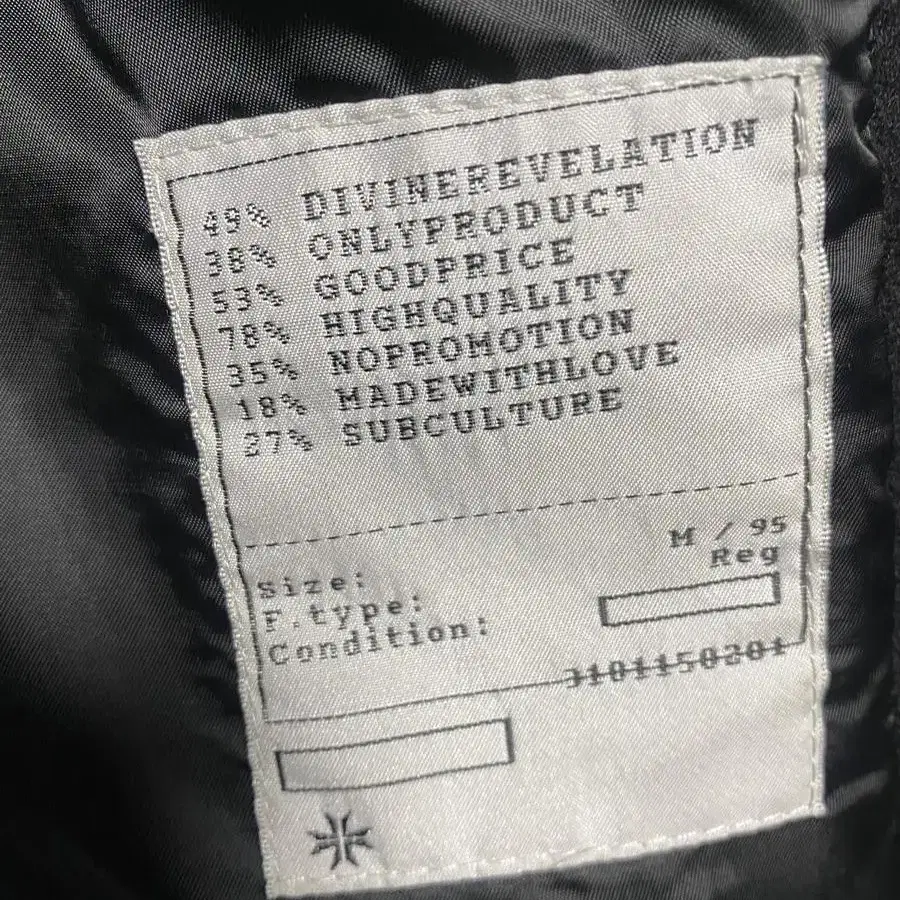 49% DIVINEREVELATION
38% ONLYPRODUCT
53% GOODPRICE
78% HIGHQUALITY
35% NOPROMOTION
18% MADEWITHLOVE
27% SUBCULTURE
Size: M / 95
F.type: Reg
Condition:
3101150201